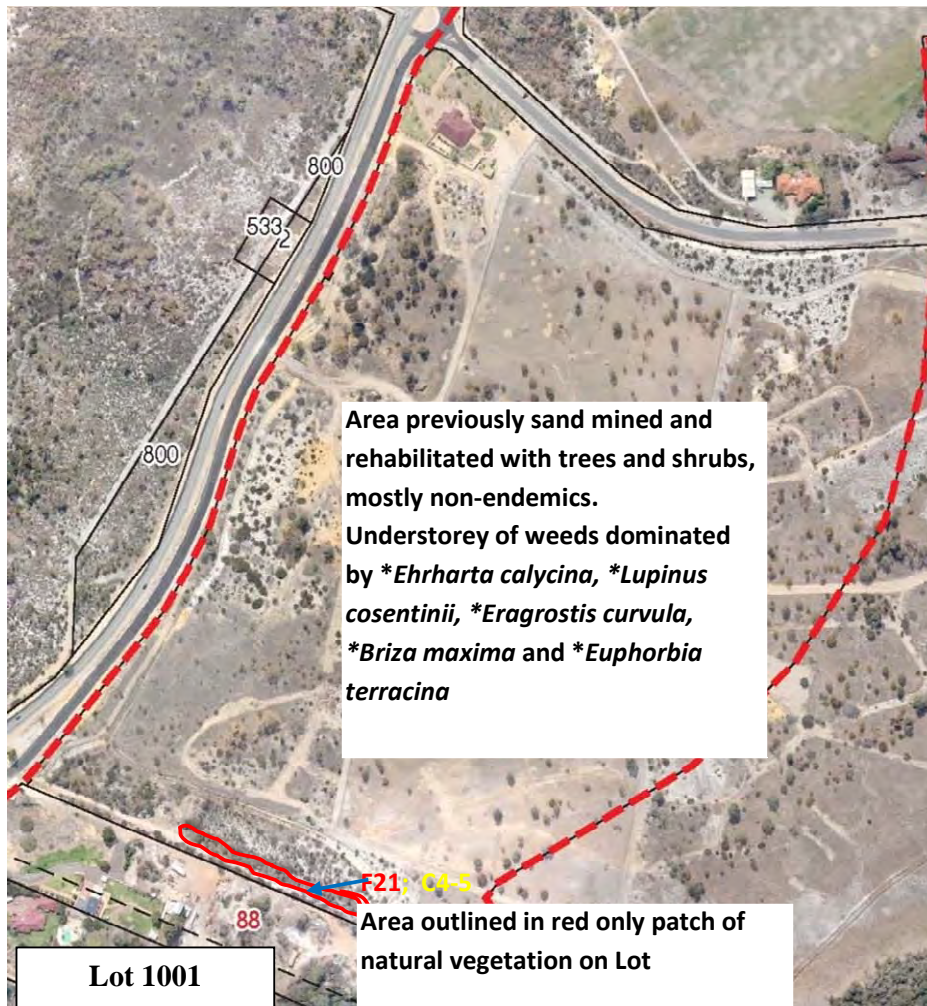 800
533
2
800
Area previously sand mined and
rehabilitated with trees and shrubs,
mostly non-endemics.
Understorey of weeds dominated
by *Ehrharta calycina, *Lupinus
cosentinii, *Eragrostis curvula,
*Briza maxima and *Euphorbia
terracina
F21; C4-5
88
Area outlined in red only patch of
natural vegetation on Lot
Lot 1001